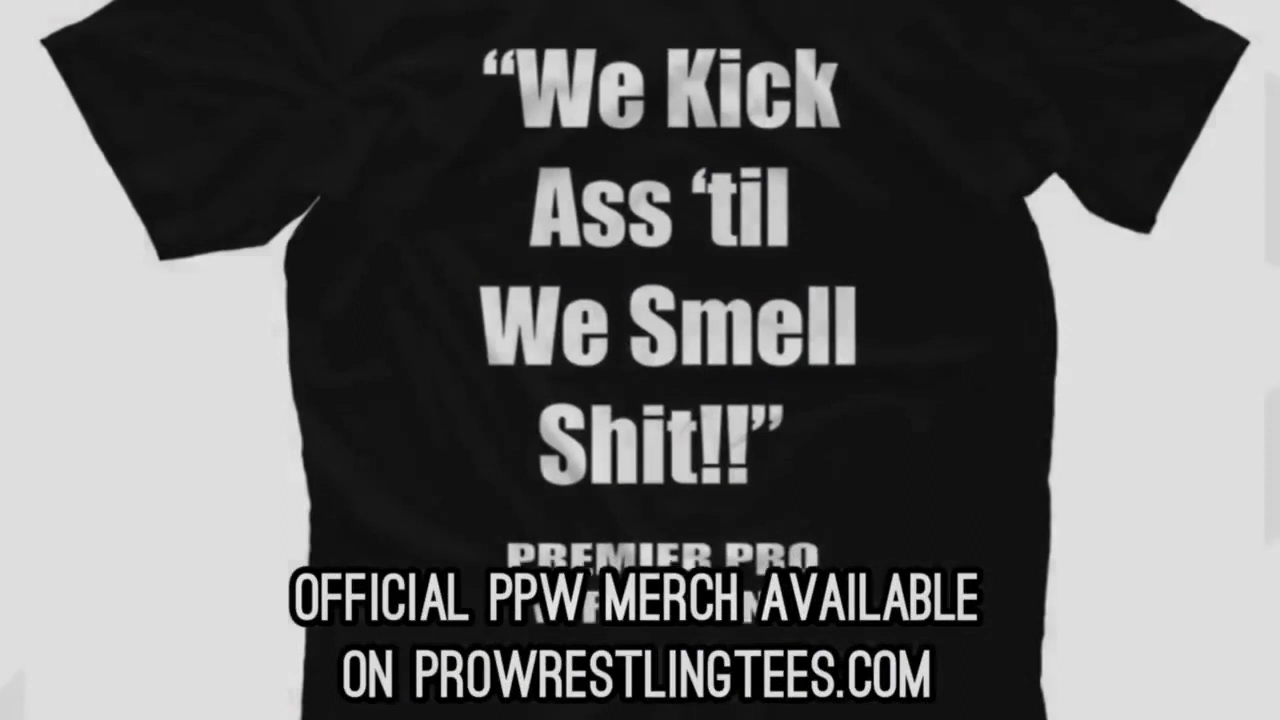 “We Kick
Ass ‘til
We Smell
Shit!!”
PREMIER PRO
OFFICIAL PPW MERCH AVAILABLE
ON PROWRESTLINGTEES.COM